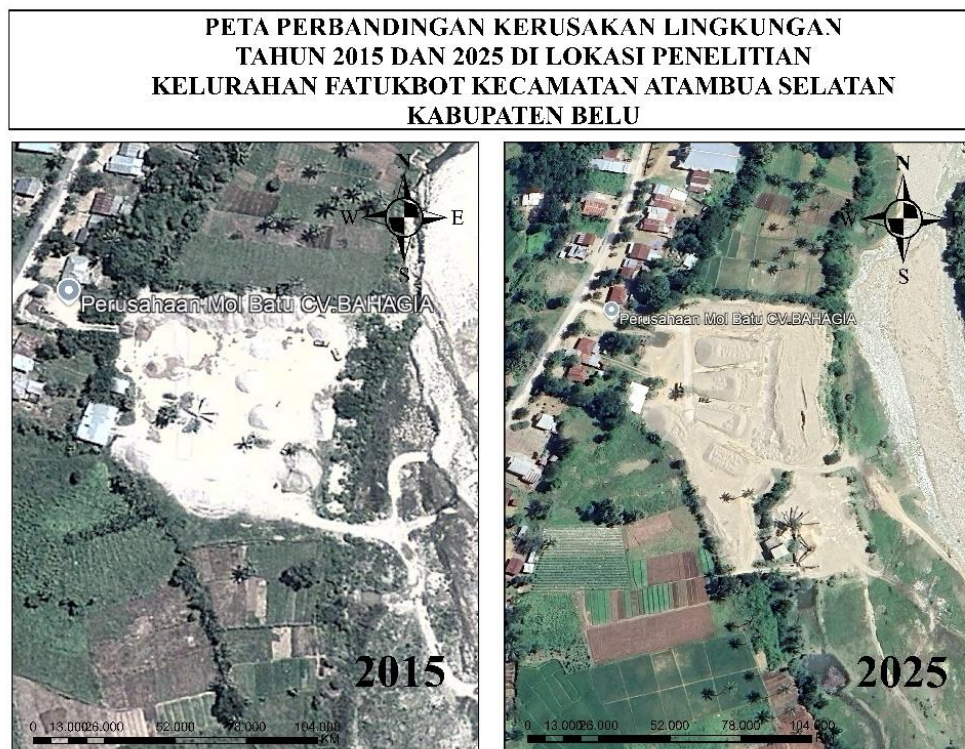 PETA PERBANDINGAN KERUSAKAN LINGKUNGAN
TAHUN 2015 DAN 2025 DI LOKASI PENELITIAN
KELURAHAN FATUKBOT KECAMATAN ATAMBUA SELATAN
KABUPATEN BELU
N
W E
S
Perusahaan Mol Batu CV.BAHAGIA
2015
0 13.000 26.000 52.000 78.000 104.000
KM
N
W E
S
Perusahaan Mol Batu CV.BAHAGIA
2025
0 13.000 26.000 52.000 78.000 104.000